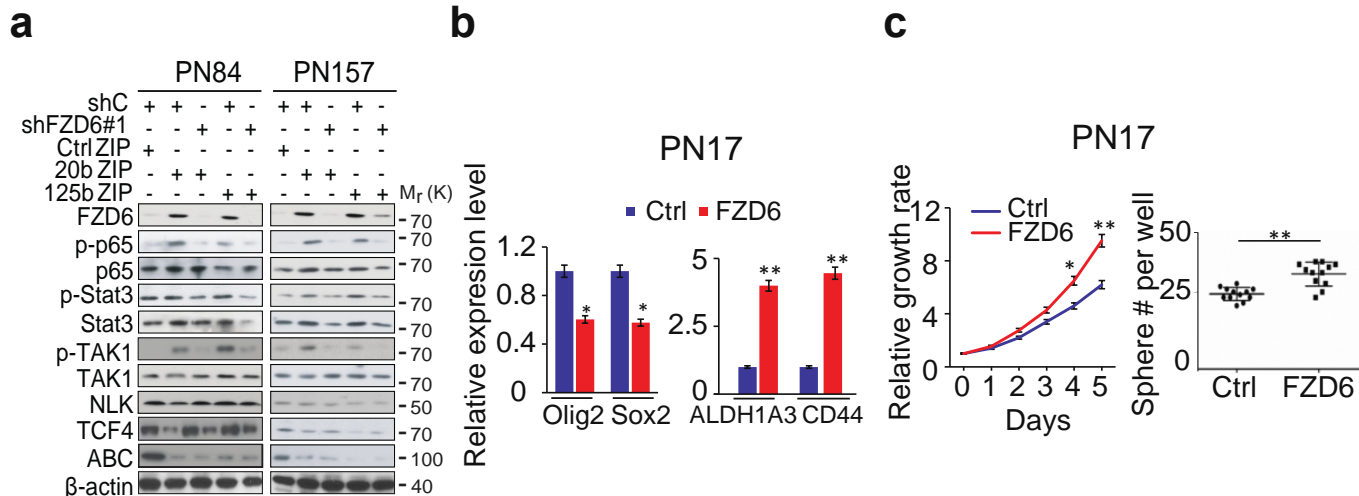 a
PN84 PN157
shC + + - + - + + - + -
shFZD6#1 - - + - + - - + - +
Ctrl ZIP + - - - - + - - - -
20b ZIP - + + - - - + + - -
125b ZIP - - - + + - - - + + Mr (K)
FZD6 - 70
p-p65 - 70
p65 - 70
p-Stat3 - 70
Stat3 - 70
p-TAK1 - 70
TAK1 - 70
NLK - 50
TCF4 - 70
ABC - 100
β-actin - 40
b
PN17
Ctrl FZD6
Relative expression level
1.2
0.8
0.4
0
* *
Olig2 Sox2
5
2.5
0
** **
ALDH1A3 CD44
c
PN17
Relative growth rate
12
8
4
0
Ctrl
FZD6
* **
0 1 2 3 4 5
Days
Sphere # per well
50
25
0
**
Ctrl FZD6